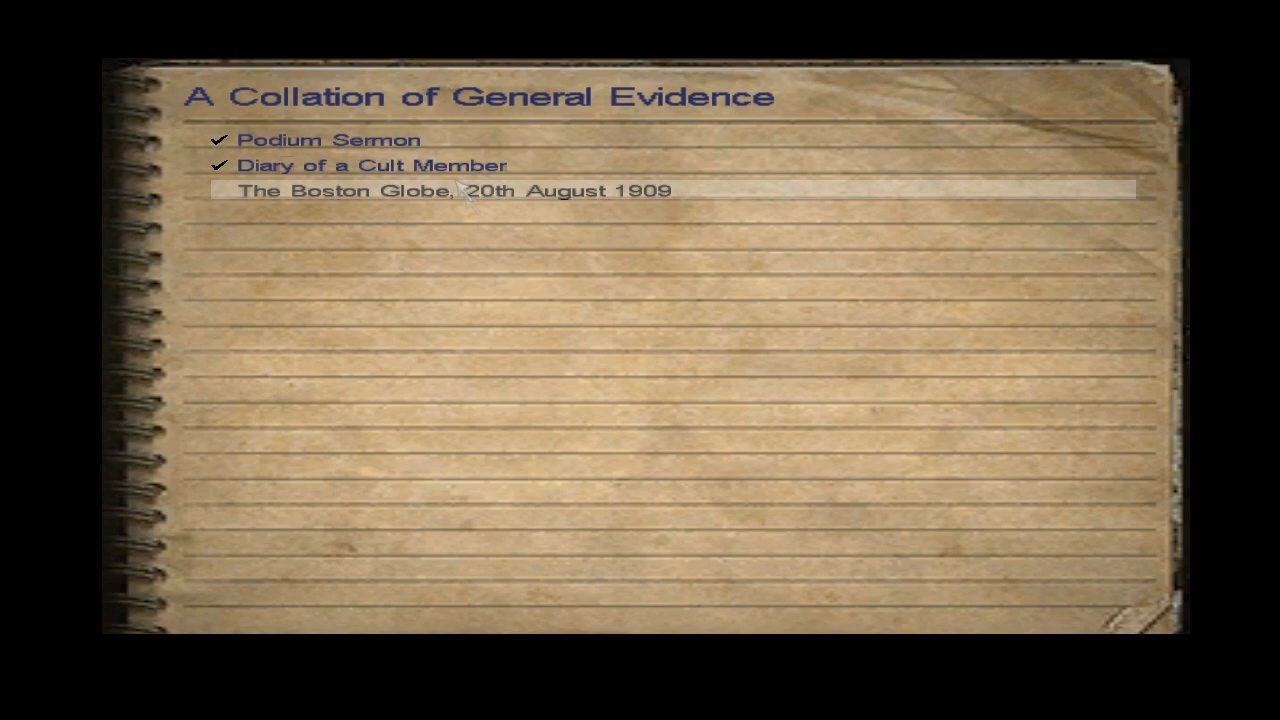 A Collation of General Evidence
✔ Podium Sermon
✔ Diary of a Cult Member
The Boston Globe, 20th August 1909